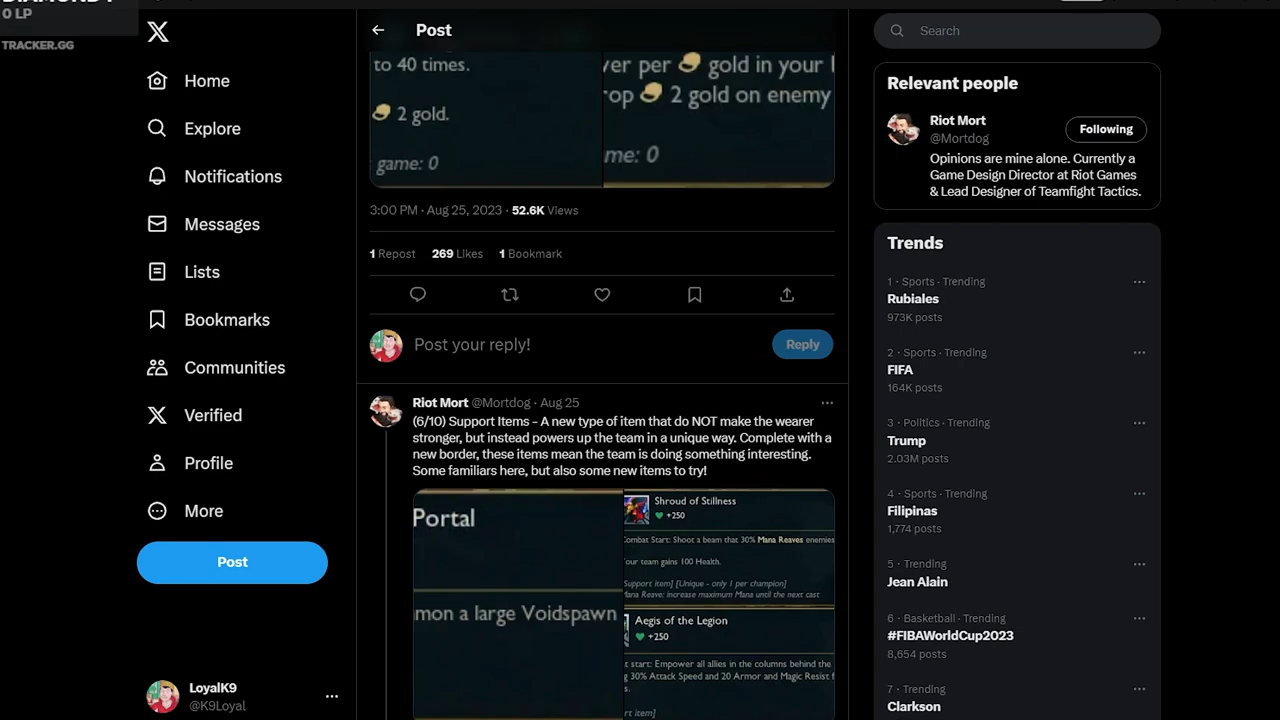 0 LP
TRACKER.GG
Home
Explore
Notifications
Messages
Lists
Bookmarks
Communities
Verified
Profile
More
Post
LoyalK9
@K9Loyal
Post
to 40 times.
2 gold.
game: 0
ver per gold in your
rop 2 gold on enemy
me: 0
3:00 PM · Aug 25, 2023 · 52.6K Views
1 Repost 269 Likes 1 Bookmark
Post your reply!
Reply
Riot Mort @Mortdog · Aug 25
(6/10) Support Items - A new type of item that do NOT make the wearer
stronger, but instead powers up the team in a unique way. Complete with a
new border, these items mean the team is doing something interesting.
Some familiars here, but also some new items to try!
Portal
mon a large Voidspawn
Shroud of Stillness
+250
Combat Start: Shoot a beam that 30% Mana Reaves enemies
our team gains 100 Health.
Support item] [Unique - only 1 per champion]
Mana Reave: increase maximum Mana until the next cast
Aegis of the Legion
+250
t start: Empower all allies in the columns behind the
g 30% Attack Speed and 20 Armor and Magic Resist f
s.
rt item]
Search
Relevant people
Riot Mort
@Mortdog
Following
Opinions are mine alone. Currently a
Game Design Director at Riot Games
& Lead Designer of Teamfight Tactics.
Trends
1 · Sports · Trending
Rubiales
973K posts
2 · Sports · Trending
FIFA
164K posts
3 · Politics · Trending
Trump
2.03M posts
4 · Sports · Trending
Filipinas
1,774 posts
5 · Trending
Jean Alain
6 · Basketball · Trending
#FIBAWorldCup2023
8,654 posts
7 · Trending
Clarkson